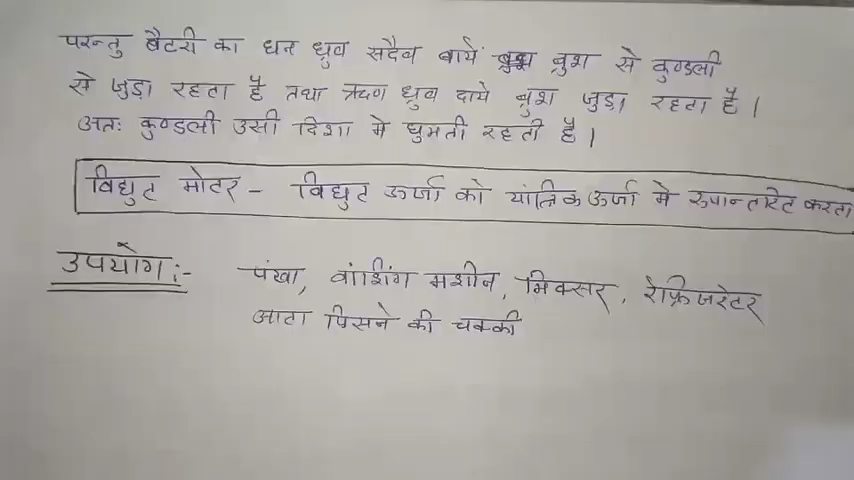 परन्तु बैटरी का धन ध्रुव सदैव बायें ब्रुश से कुण्डली
से जुड़ा रहता है तथा ऋण ध्रुव दायें ब्रुश जुड़ा रहता है।
अतः कुण्डली उसी दिशा मे घुमती रहती है।
विद्युट मोटर - विद्युट ऊर्जा को यांत्रिक ऊर्जा मे रुपान्तरिट करता
उपयोग:-
पंखा, वांशिंग मशीन, मिक्सर, रेफ्रिजरेटर
आटा पिसने की चक्की